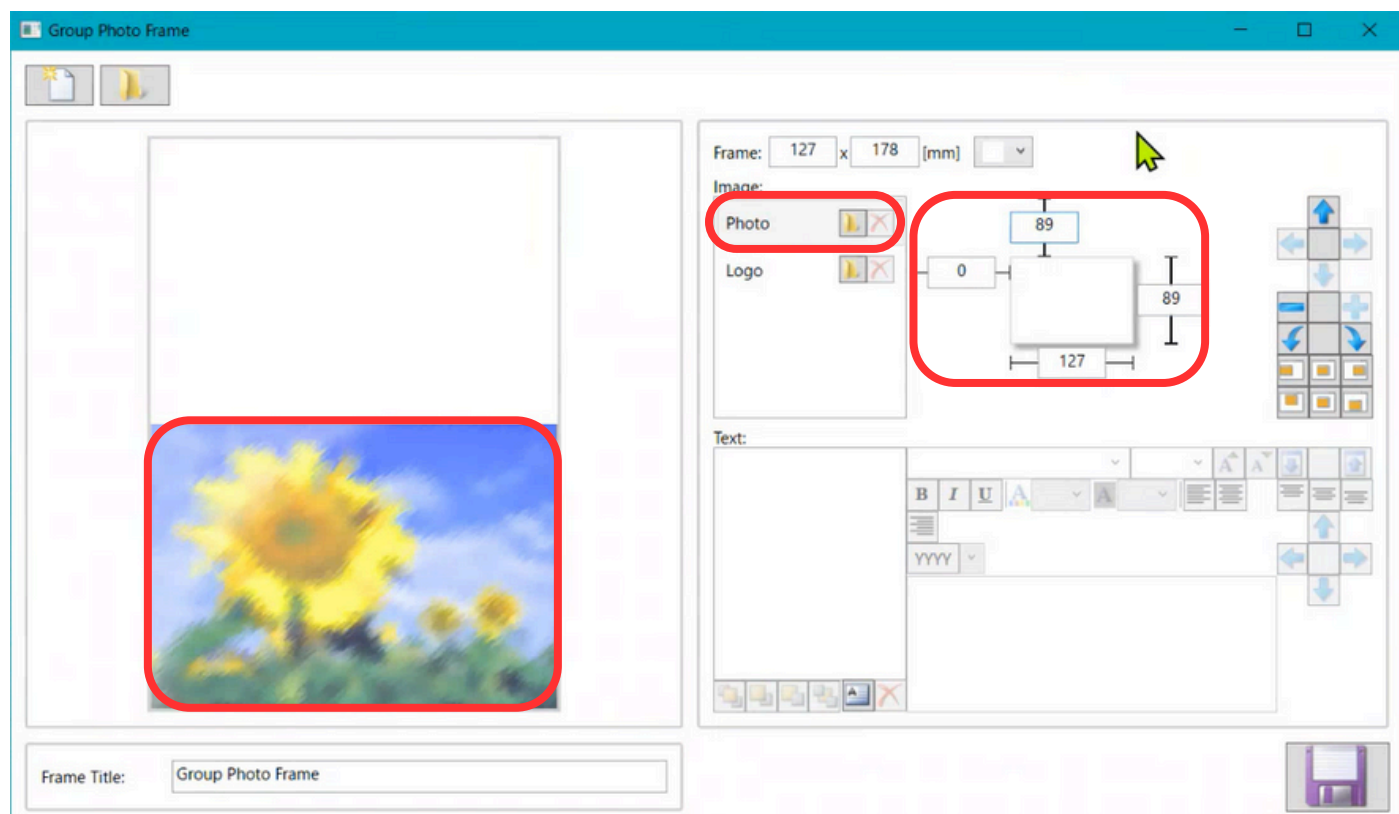 Group Photo Frame
Frame: 127 x 178 [mm]
Image:
Photo
89
Logo
0
89
127
Text:
A A
B I U A A
YYYY
A
Frame Title: Group Photo Frame